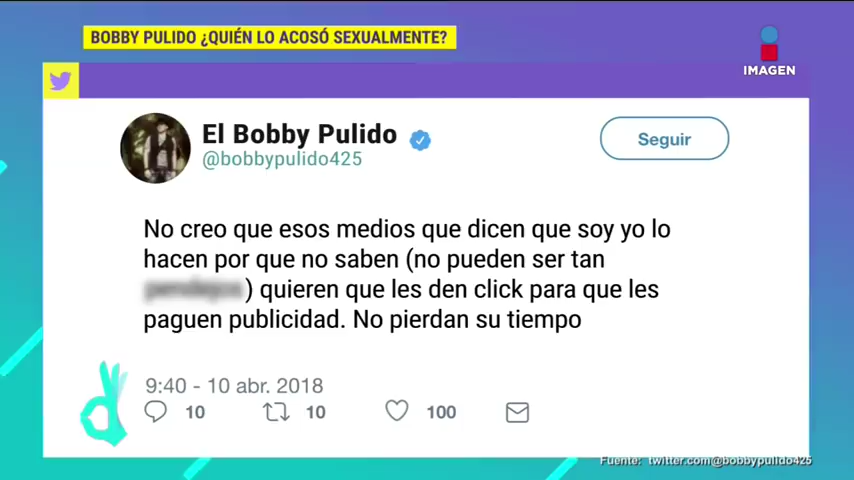 BOBBY PULIDO ¿QUIÉN LO ACOSÓ SEXUALMENTE?
IMAGEN
El Bobby Pulido
@bobbypulido425
Seguir
No creo que esos medios que dicen que soy yo lo
hacen por que no saben (no pueden ser tan
) quieren que les den click para que les
paguen publicidad. No pierdan su tiempo
9:40 - 10 abr. 2018
10 10 100
Fuente: twitter.com@bobbypulido425